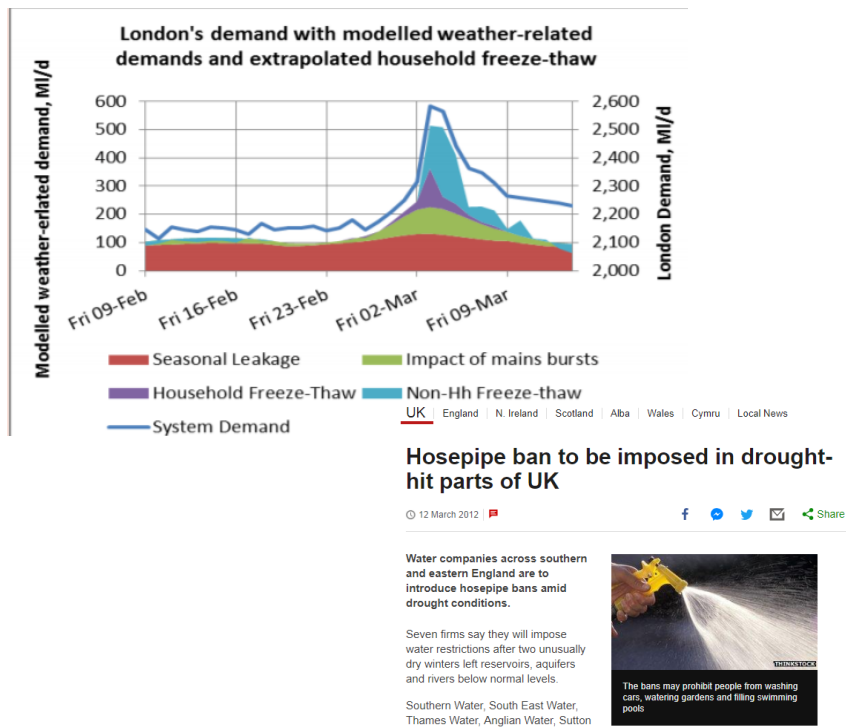 London's demand with modelled weather-related
demands and extrapolated household freeze-thaw
Modelled weather-erlated demand, Ml/d
London Demand, Ml/d
600
500
400
300
200
100
0
2,600
2,500
2,400
2,300
2,200
2,100
2,000
Fri 09-Feb
Fri 16-Feb
Fri 23-Feb
Fri 02-Mar
Fri 09-Mar
Seasonal Leakage
Impact of mains bursts
Household Freeze-Thaw
Non-Hh Freeze-thaw
System Demand
UK England N. Ireland Scotland Alba Wales Cymru Local News
Hosepipe ban to be imposed in drought-
hit parts of UK
12 March 2012
Share
Water companies across southern
and eastern England are to
introduce hosepipe bans amid
drought conditions.
Seven firms say they will impose
water restrictions after two unusually
dry winters left reservoirs, aquifers
and rivers below normal levels.
Southern Water, South East Water,
Thames Water, Anglian Water, Sutton
THINKSTOCK
The bans may prohibit people from washing
cars, watering gardens and filling swimming
pools